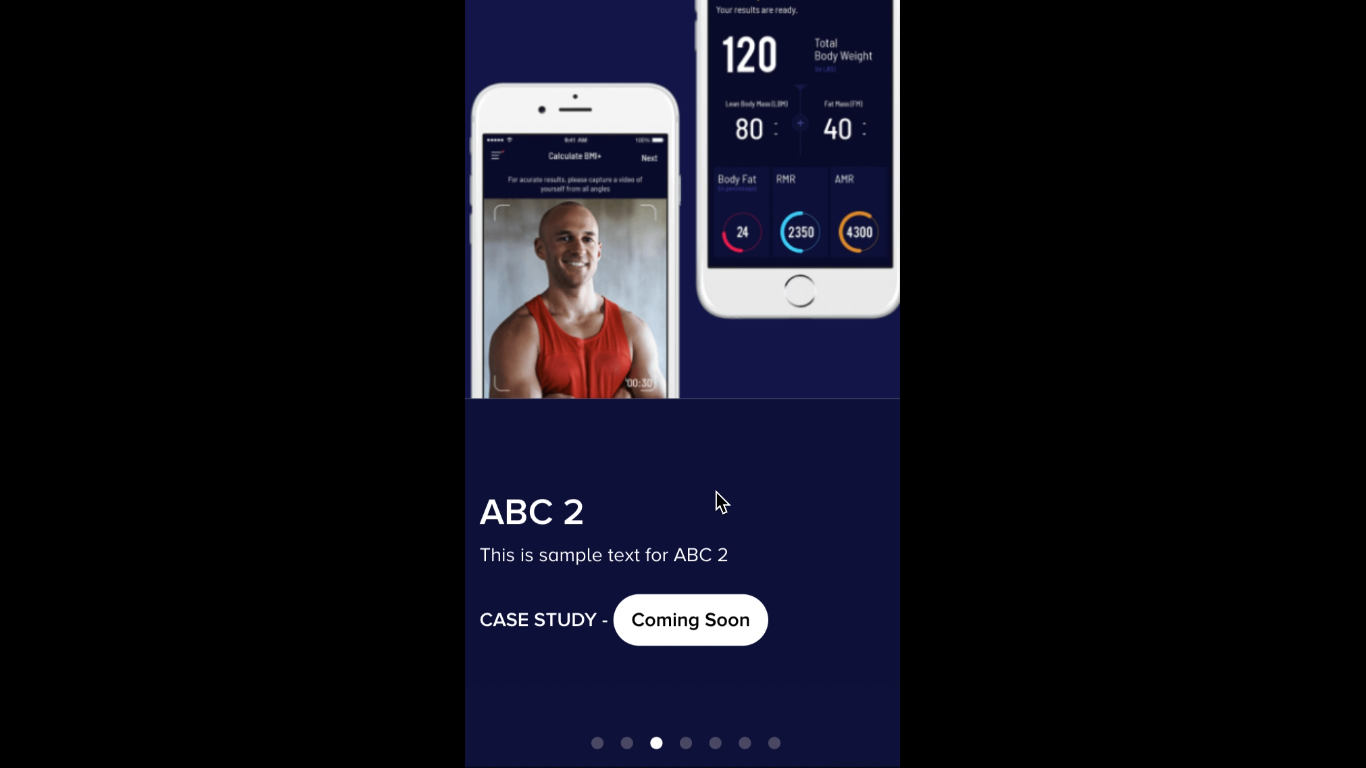 Your results are ready.
120
Total
Body Weight
Lean Body Mass (LBM)
Fat Mass (FM)
80
40
Body Fat
RMR
AMR
24
2350
4300
9:41 AM
100%
Calculate BMI+
Next
For acurate results, please capture a video of
yourself from all angles
00:30
ABC 2
This is sample text for ABC 2
CASE STUDY - Coming Soon